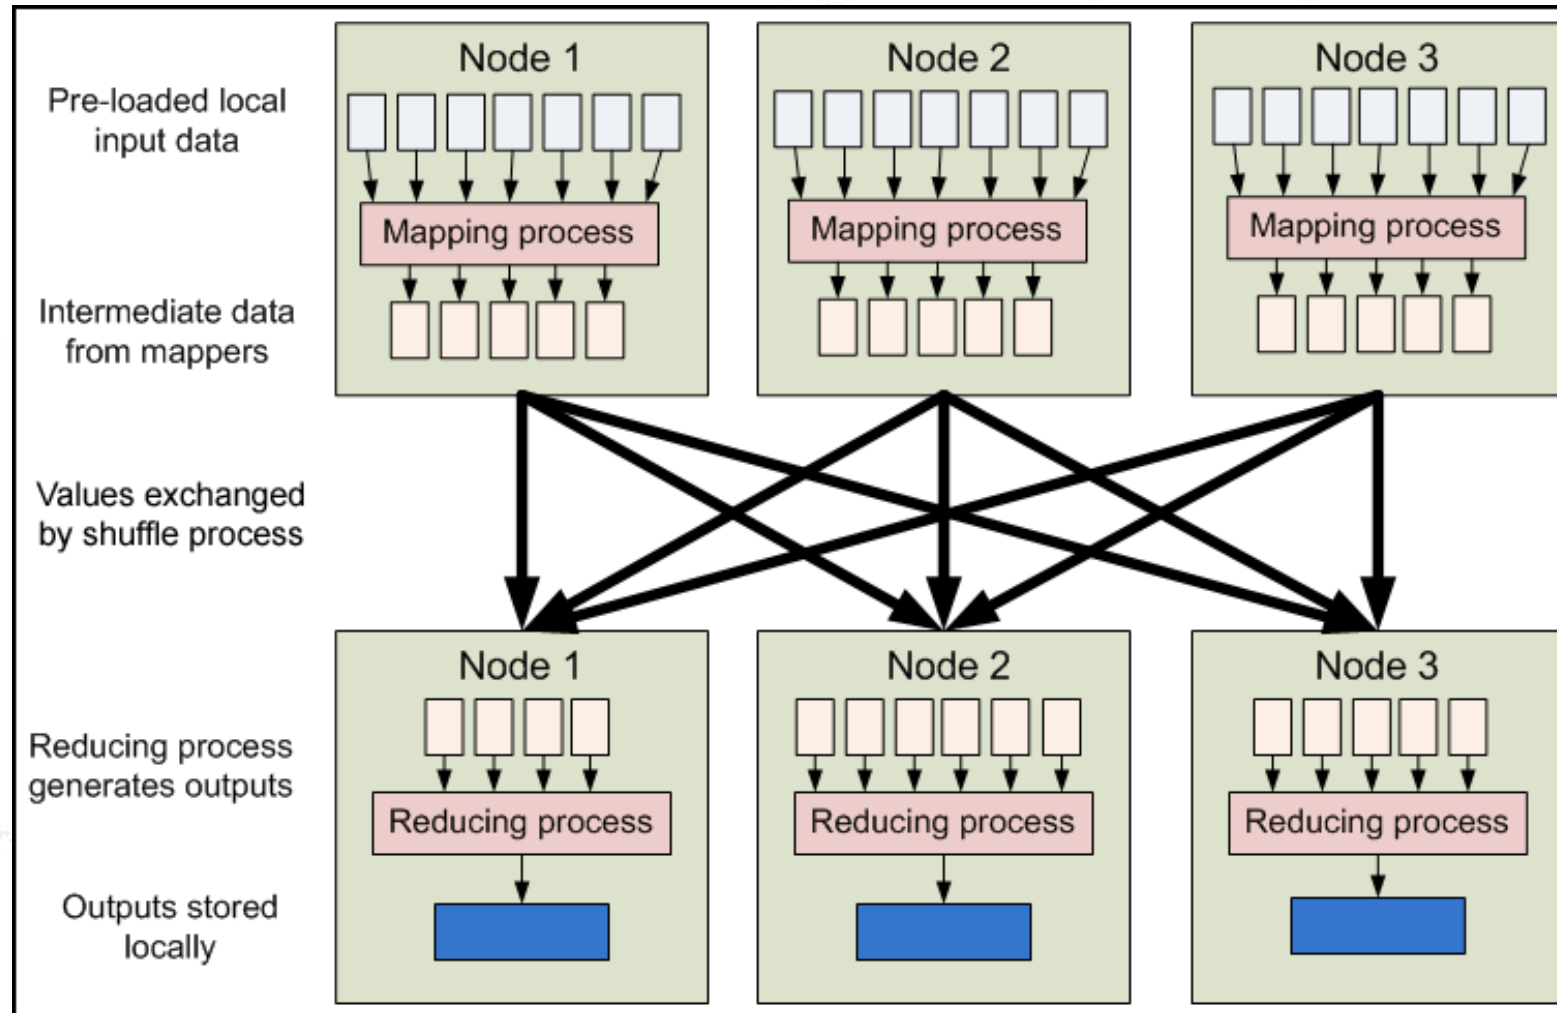 Node 1
Node 2
Node 3
Pre-loaded local
input data
Mapping process
Mapping process
Mapping process
Intermediate data
from mappers
Values exchanged
by shuffle process
Node 1
Node 2
Node 3
Reducing process
generates outputs
Reducing process
Reducing process
Reducing process
Outputs stored
locally